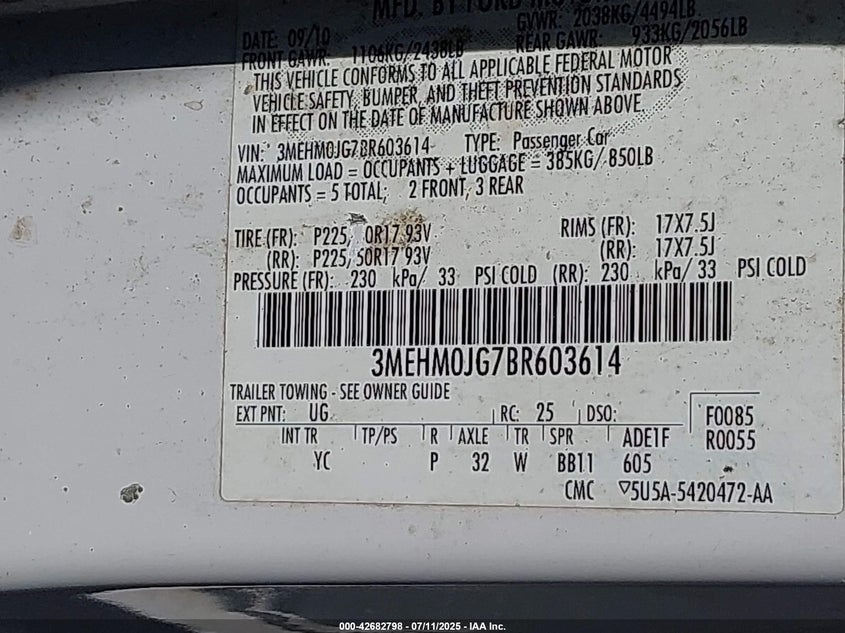 MFD. BY FORD MOTOR
DATE: 09/10 GVWR: 2038KG/4494LB
FRONT GAWR: 1106KG/2438LB REAR GAWR: 933KG/2056LB
THIS VEHICLE CONFORMS TO ALL APPLICABLE FEDERAL MOTOR
VEHICLE SAFETY, BUMPER, AND THEFT PREVENTION STANDARDS
IN EFFECT ON THE DATE OF MANUFACTURE SHOWN ABOVE.
VIN: 3MEHM0JG7BR603614 TYPE: Passenger Car
MAXIMUM LOAD = OCCUPANTS + LUGGAGE = 385KG/ 850LB
OCCUPANTS = 5 TOTAL; 2 FRONT, 3 REAR
TIRE (FR): P225/ 0R17 93V RIMS (FR): 17X7.5J
(RR): P225/50R17 93V (RR): 17X7.5J
PRESSURE (FR): 230 kPa/ 33 PSI COLD (RR): 230 kPa/ 33 PSI COLD
3MEHM0JG7BR603614
TRAILER TOWING - SEE OWNER GUIDE
EXT PNT: UG RC: 25 DSO: F0085
INT TR TP/PS R AXLE TR SPR ADE1F R0055
YC P 32 W BB11 605
CMC ▽5U5A-5420472-AA
000-42682798 - 07/11/2025 - IAA Inc.